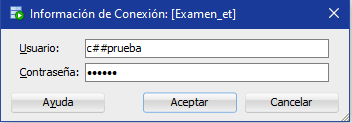 Información de Conexión: [Examen_et]
Usuario: c##prueba
Contraseña: ••••••
Ayuda Aceptar Cancelar